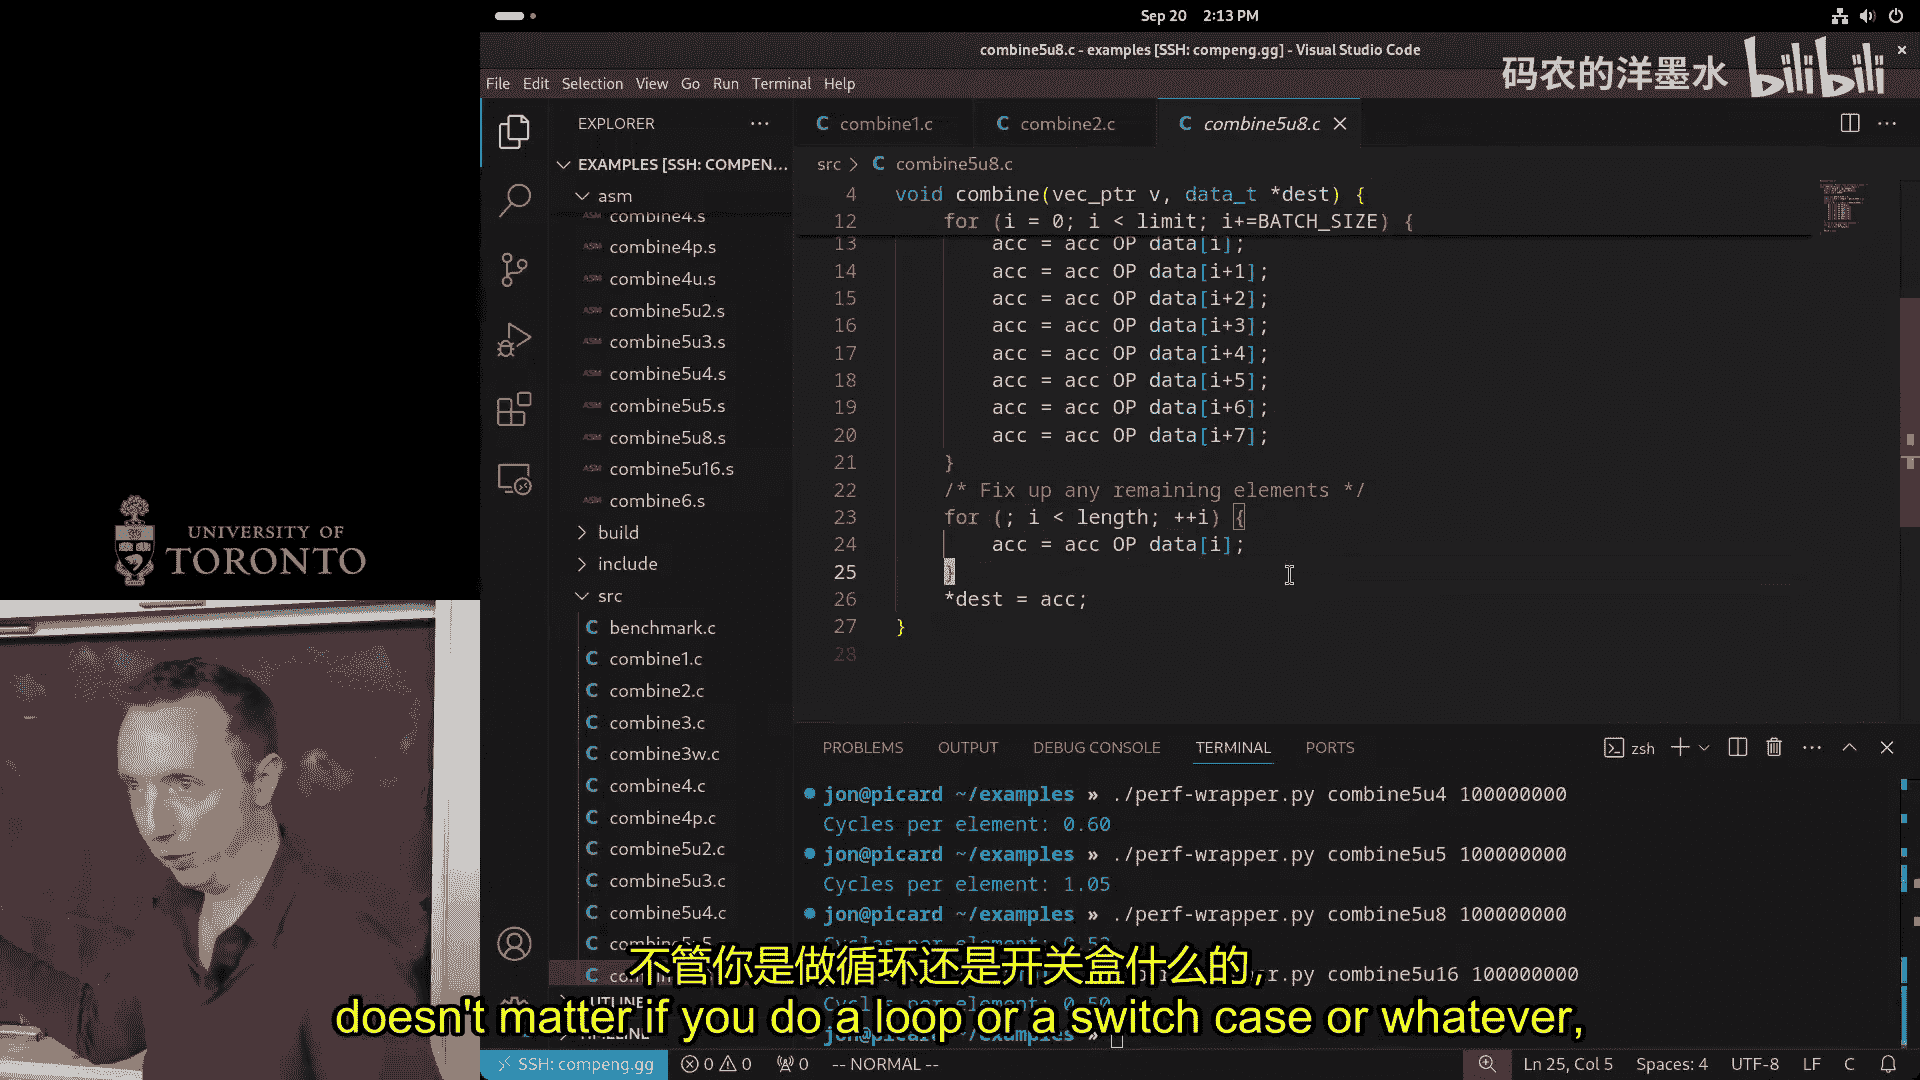 Sep 20 2:13 PM
combine5u8.c - examples [SSH: compeng.gg] - Visual Studio Code
码农的洋墨水 bilibili
File Edit Selection View Go Run Terminal Help
EXPLORER
combine1.c
combine2.c
combine5u8.c
EXAMPLES [SSH: COMPEN...
src > C combine5u8.c
asm
combine4.s
combine4p.s
combine4u.s
combine5u2.s
combine5u3.s
combine5u4.s
combine5u5.s
combine5u8.s
combine5u16.s
combine6.s
build
include
src
C benchmark.c
C combine1.c
C combine2.c
C combine3.c
C combine3w.c
C combine4.c
C combine4p.c
C combine5u2.c
C combine5u3.c
C combine5u4.c
4 void combine(vec_ptr v, data_t *dest) {
12 for (i = 0; i < limit; i+=BATCH_SIZE) {
13 acc = acc OP data[i];
14 acc = acc OP data[i+1];
15 acc = acc OP data[i+2];
16 acc = acc OP data[i+3];
17 acc = acc OP data[i+4];
18 acc = acc OP data[i+5];
19 acc = acc OP data[i+6];
20 acc = acc OP data[i+7];
21 }
22 /* Fix up any remaining elements */
23 for (; i < length; ++i) {
24 acc = acc OP data[i];
25 }
26 *dest = acc;
27 }
28
PROBLEMS OUTPUT DEBUG CONSOLE TERMINAL PORTS
zsh
jon@picard ~/examples » ./perf-wrapper.py combine5u4 100000000
Cycles per element: 0.60
jon@picard ~/examples » ./perf-wrapper.py combine5u5 100000000
Cycles per element: 1.05
jon@picard ~/examples » ./perf-wrapper.py combine5u8 100000000
combine5u16 100000000
UNIVERSITY OF
TORONTO
不管你是做循环还是开关盒什么的,
doesn't matter if you do a loop or a switch case or whatever,
SSH: compeng.gg 0 0 0 -- NORMAL --
Ln 25, Col 5 Spaces: 4 UTF-8 LF C